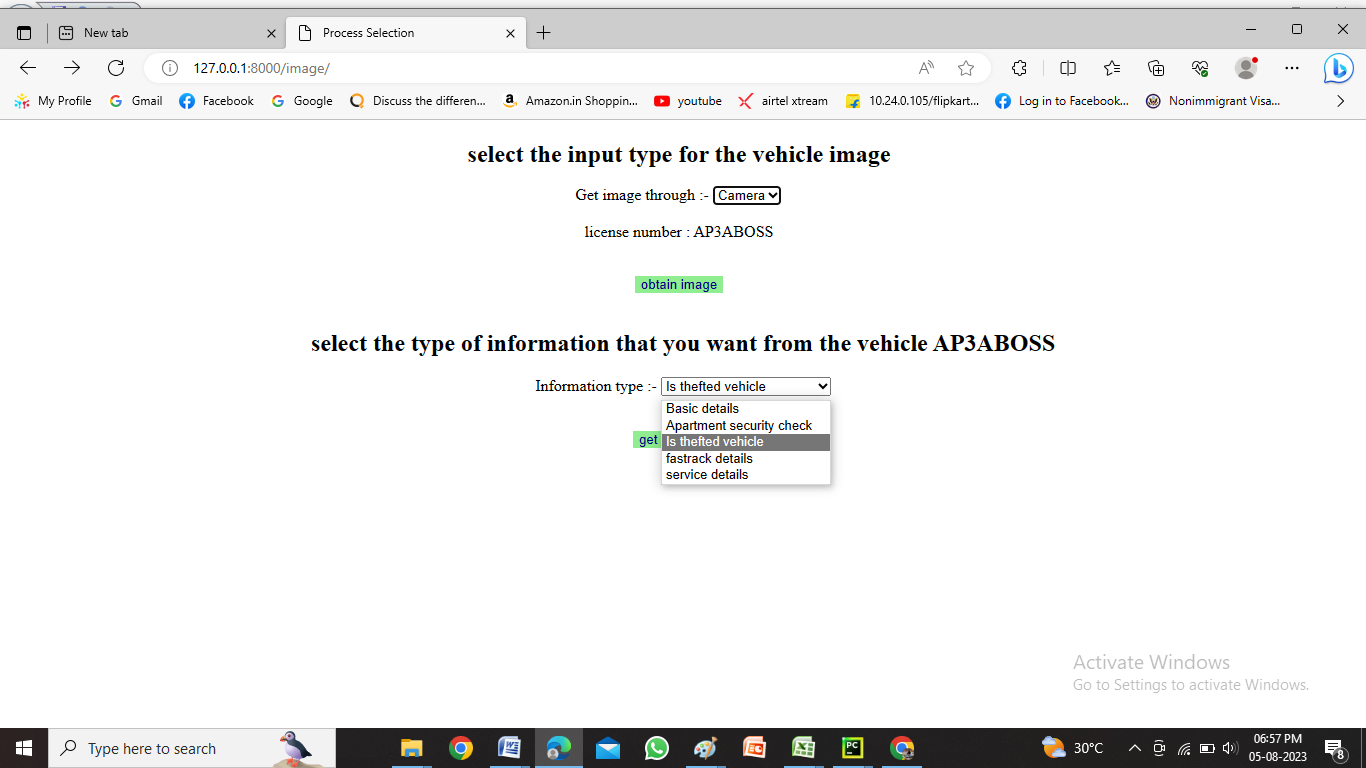 New tab
Process Selection
127.0.0.1:8000/image/
My Profile
Gmail
Facebook
Google
Discuss the differen...
Amazon.in Shoppin...
youtube
airtel xtream
10.24.0.105/flipkart...
Log in to Facebook...
Nonimmigrant Visa...
select the input type for the vehicle image
Get image through :- Camera
license number : AP3ABOSS
obtain image
select the type of information that you want from the vehicle AP3ABOSS
Information type :- Is thefted vehicle
Basic details
Apartment security check
get Is thefted vehicle
fastrack details
service details
Activate Windows
Go to Settings to activate Windows.
Type here to search
30°C
06:57 PM
05-08-2023
8